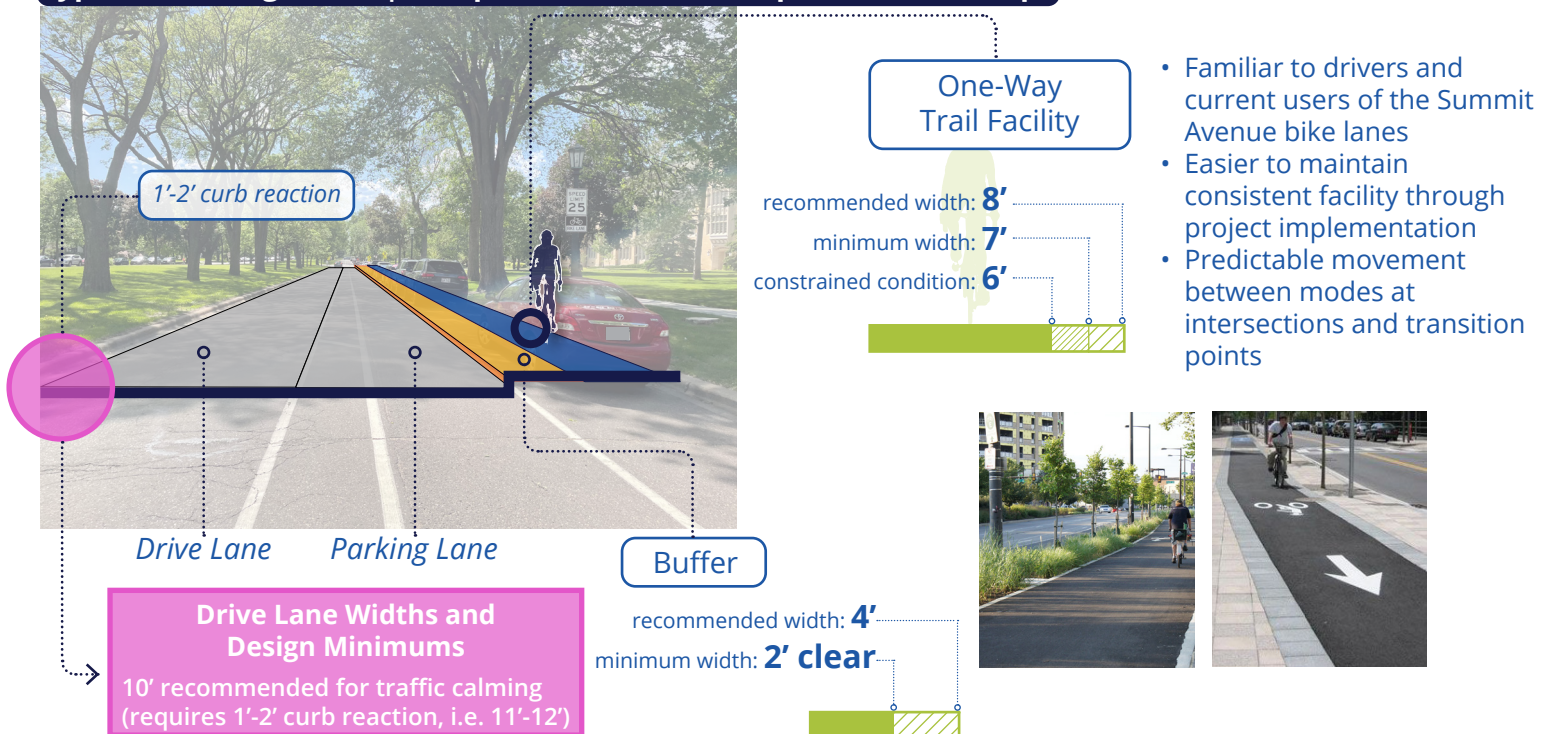 1’-2’ curb reaction
SPEED
LIMIT
25
Drive Lane
Parking Lane
Drive Lane Widths and
Design Minimums
10’ recommended for traffic calming
(requires 1’-2’ curb reaction, i.e. 11’-12’)
Buffer
recommended width: 4’
minimum width: 2’ clear
One-Way
Trail Facility
recommended width: 8’
minimum width: 7’
constrained condition: 6’
• Familiar to drivers and
current users of the Summit
Avenue bike lanes
• Easier to maintain
consistent facility through
project implementation
• Predictable movement
between modes at
intersections and transition
points